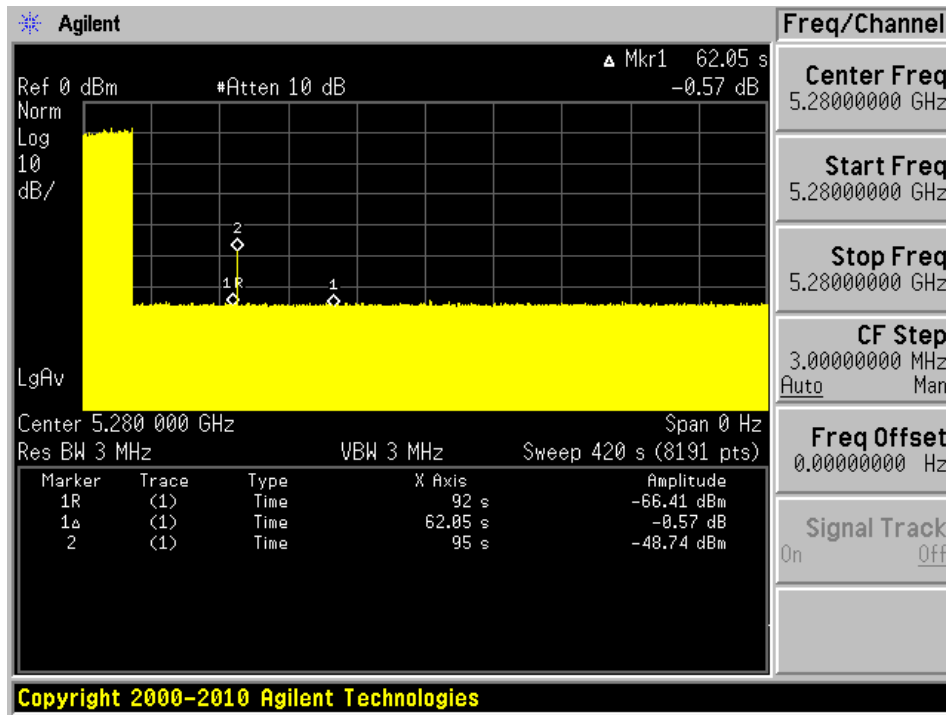 Agilent
Freq/Channel
Δ Mkr1 62.05 s
Ref 0 dBm #Atten 10 dB -0.57 dB
Norm
Log
10
dB/
2
1R
1
LgAv
Center 5.280 000 GHz Span 0 Hz
Res BW 3 MHz VBW 3 MHz Sweep 420 s (8191 pts)
Marker Trace Type X Axis Amplitude
1R (1) Time 92 s -66.41 dBm
1Δ (1) Time 62.05 s -0.57 dB
2 (1) Time 95 s -48.74 dBm
Center Freq
5.28000000 GHz
Start Freq
5.28000000 GHz
Stop Freq
5.28000000 GHz
CF Step
3.00000000 MHz
Auto Man
Freq Offset
0.00000000 Hz
Signal Track
On Off
Copyright 2000-2010 Agilent Technologies